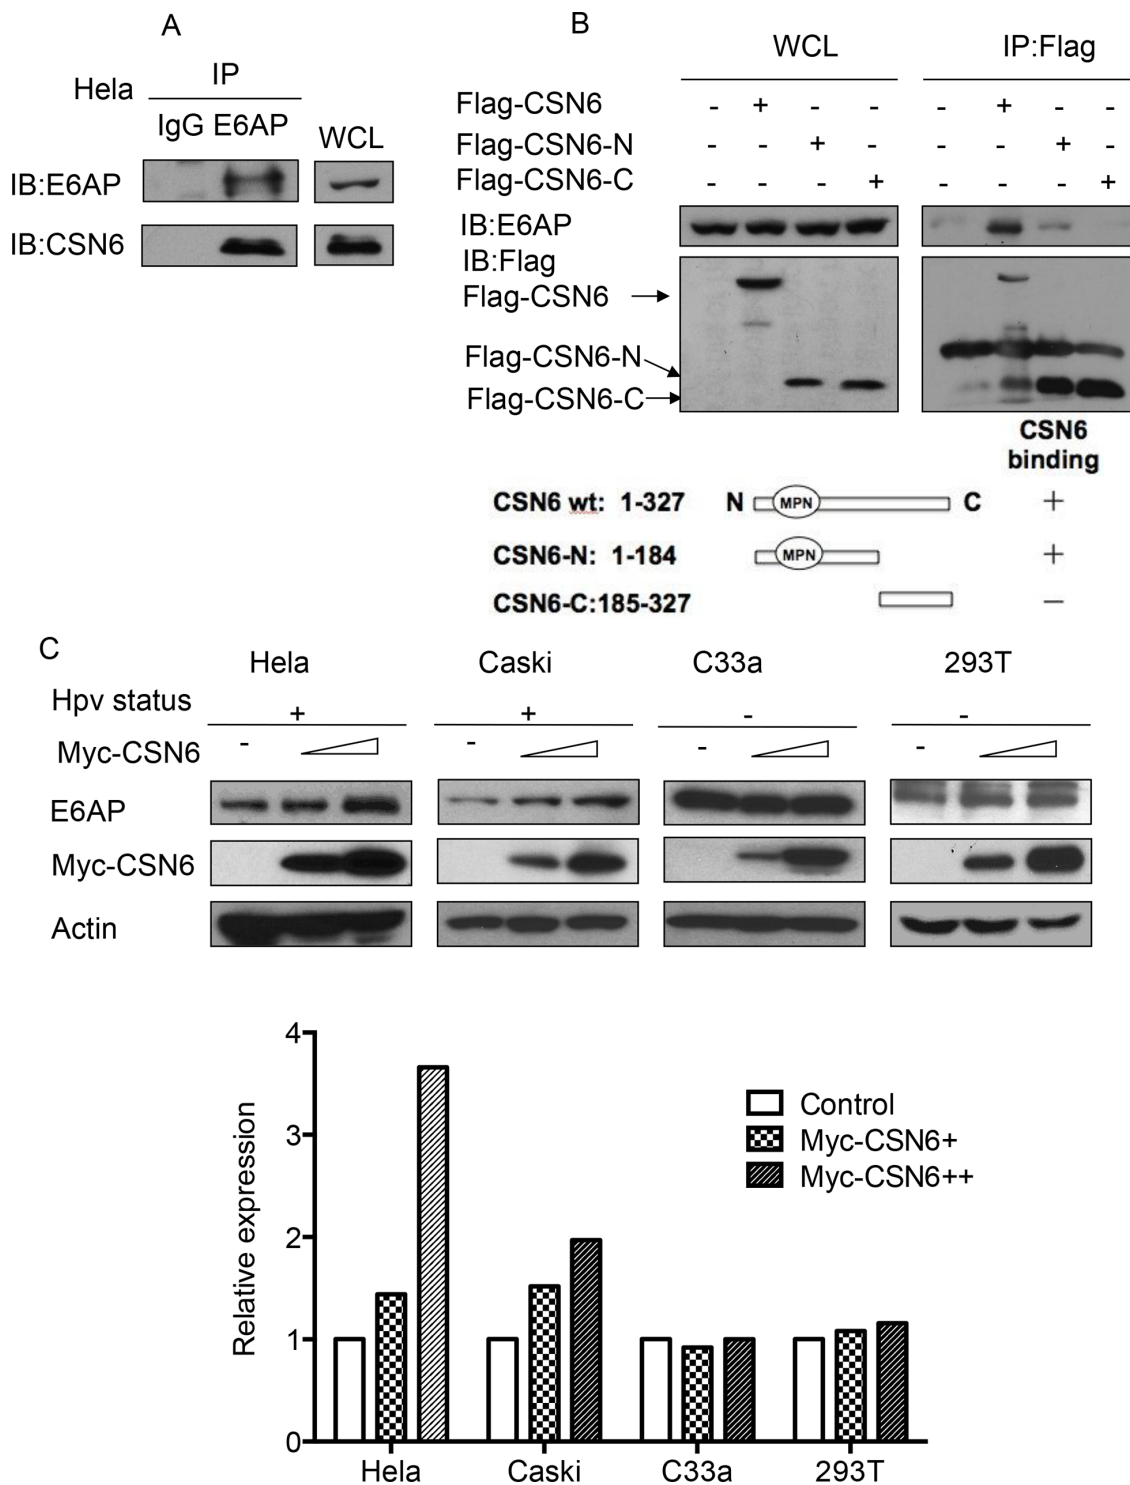 A
Hela
IP
IgG E6AP
WCL
IB:E6AP
IB:CSN6
B
WCL
IP:Flag
Flag-CSN6 - + - - - + - -
Flag-CSN6-N - - + - - - + -
Flag-CSN6-C - - - + - - - +
IB:E6AP
IB:Flag
Flag-CSN6
Flag-CSN6-N
Flag-CSN6-C
CSN6
binding
CSN6 wt: 1-327 N MPN C +
CSN6-N: 1-184 MPN +
CSN6-C:185-327 −
C
Hela Caski C33a 293T
Hpv status + + - -
Myc-CSN6 - - - -
E6AP
Myc-CSN6
Actin
Relative expression
4
3
2
1
0
Control
Myc-CSN6+
Myc-CSN6++
Hela Caski C33a 293T